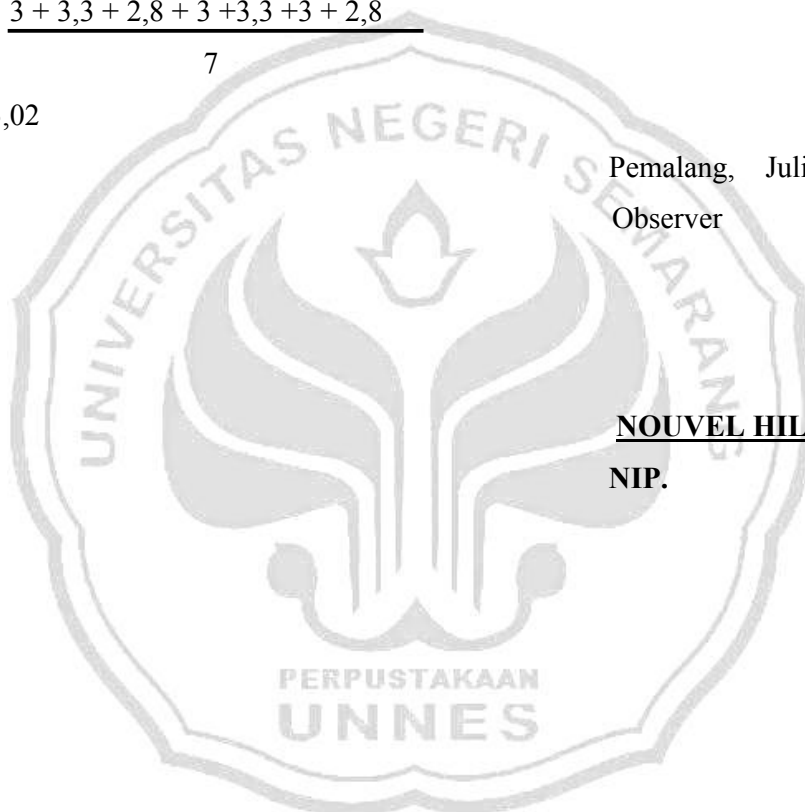 3 + 3,3 + 2,8 + 3 +3,3 +3 + 2,8
7
,02
Pemalang, Juli
Observer
NOUVEL HIL
NIP.
UNIVERSITAS NEGERI SEMARANG
PERPUSTAKAAN
UNNES